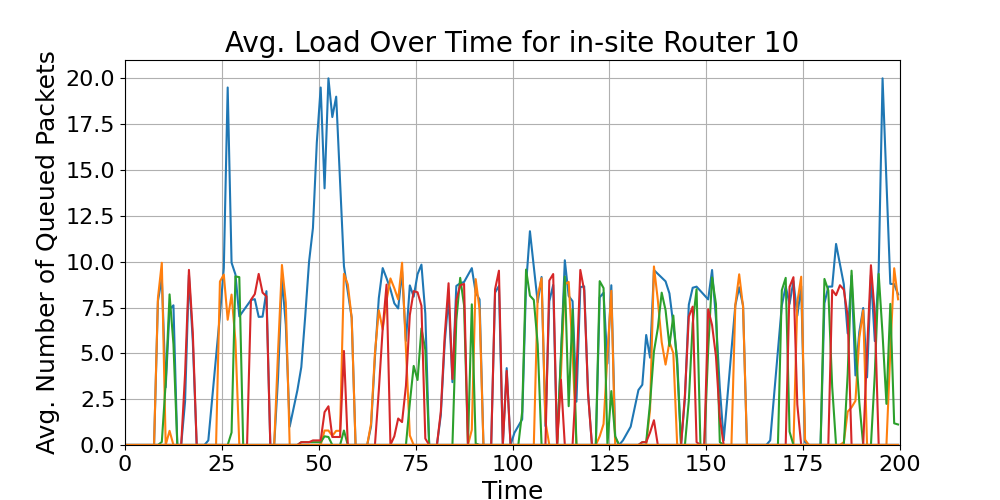 Avg. Load Over Time for in-site Router 10
Avg. Number of Queued Packets
20.0
17.5
15.0
12.5
10.0
7.5
5.0
2.5
0.0
0 25 50 75 100 125 150 175 200
Time